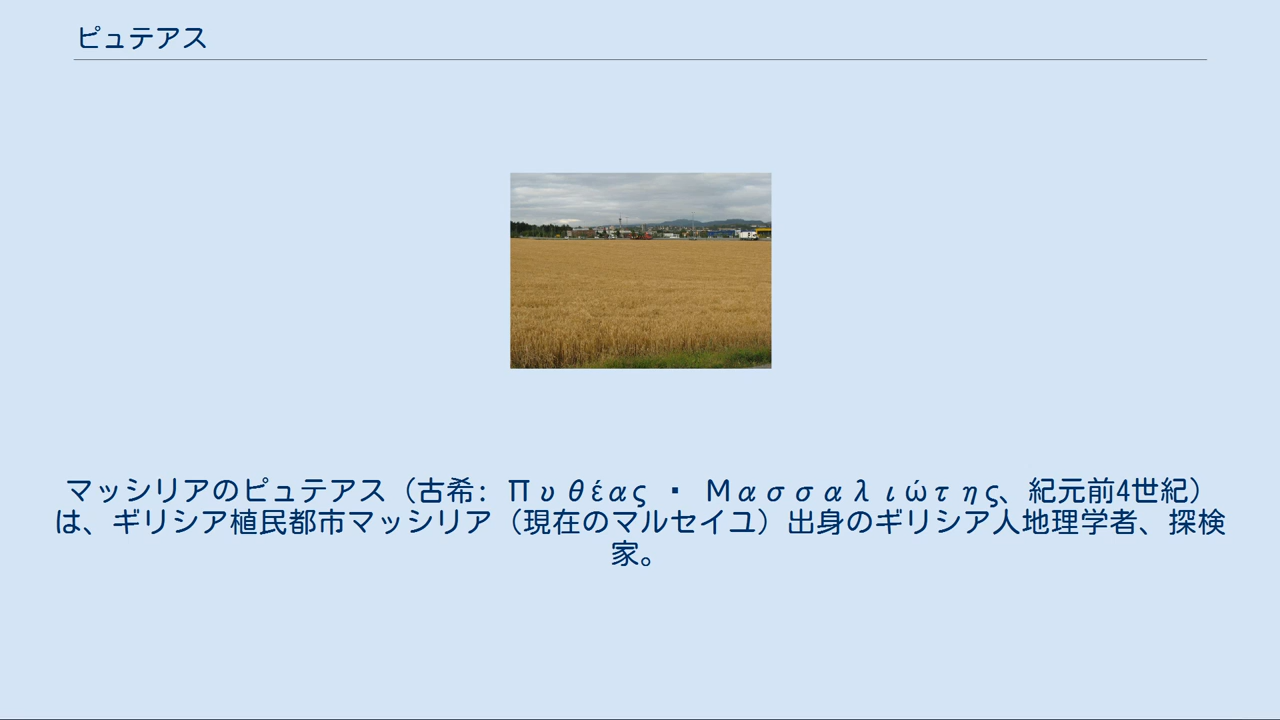 ピュテアス
マッシリアのピュテアス（古希: Πυθέας ・ Μασσαλιώτης、紀元前4世紀）
は、ギリシア植民都市マッシリア（現在のマルセイユ）出身のギリシア人地理学者、探検
家。